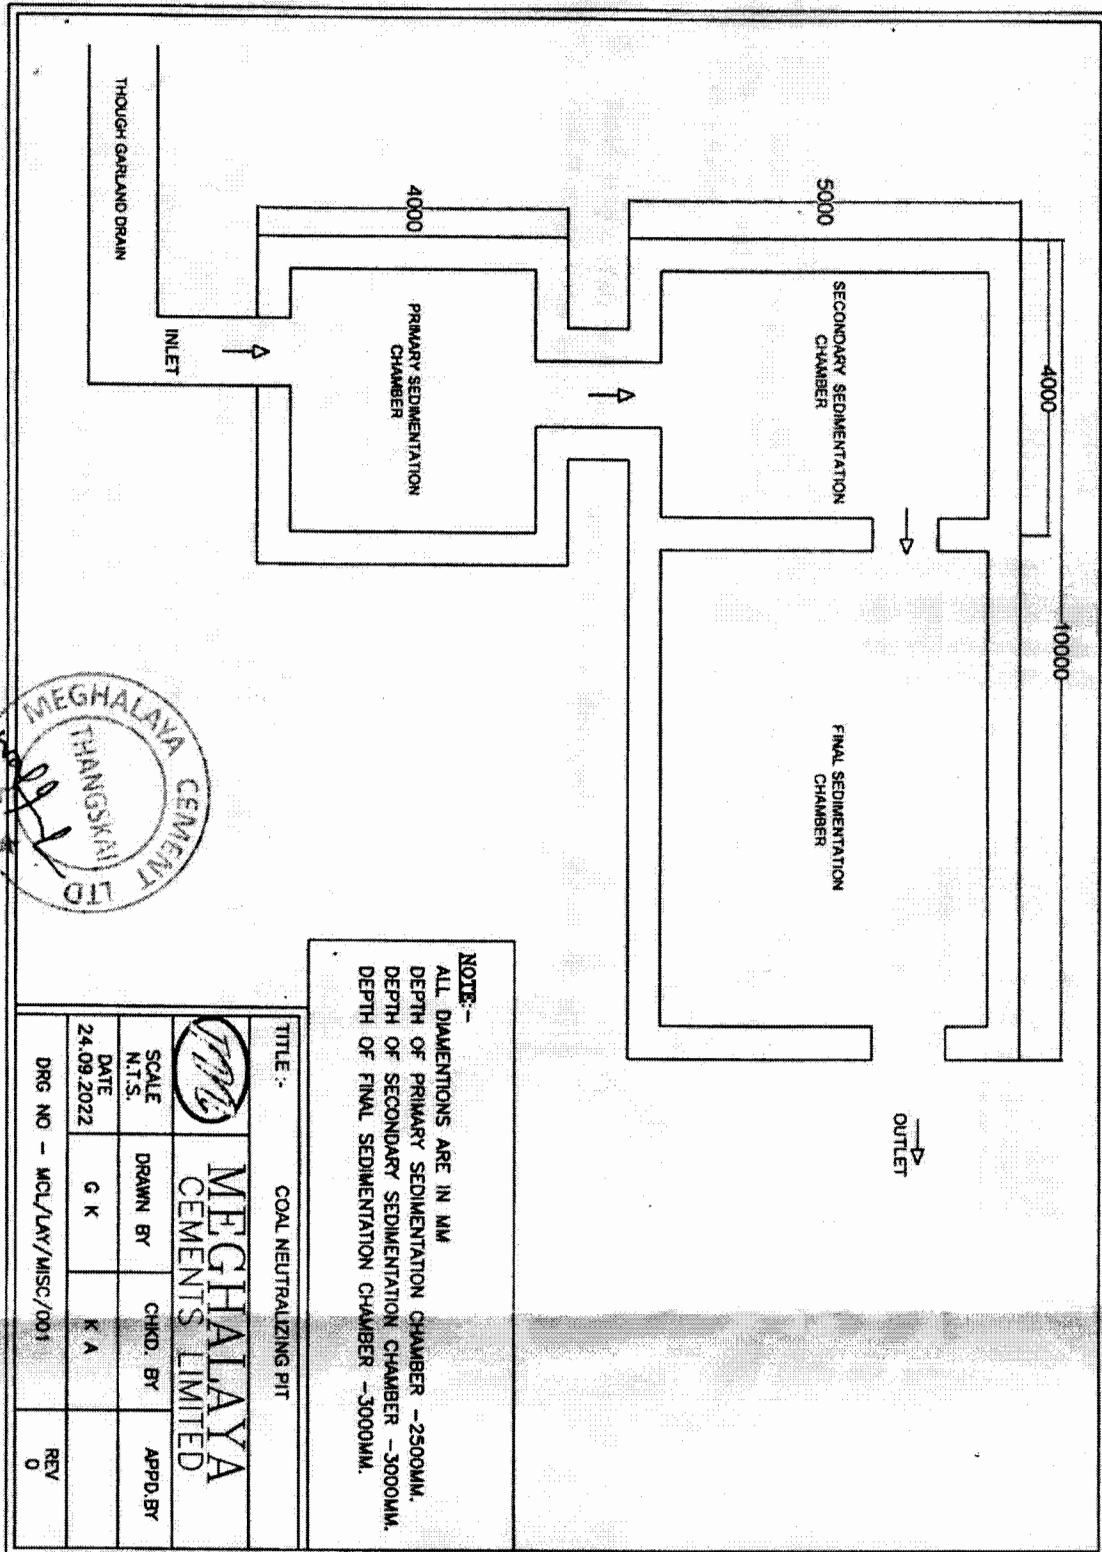 10000
4000
5000
SECONDARY SEDIMENTATION
CHAMBER
FINAL SEDIMENTATION
CHAMBER
OUTLET
4000
PRIMARY SEDIMENTATION
CHAMBER
INLET
THOUGH GARLAND DRAIN
NOTE:-
ALL DIAMENTIONS ARE IN MM
DEPTH OF PRIMARY SEDIMENTATION CHAMBER -2500MM.
DEPTH OF SECONDARY SEDIMENTATION CHAMBER -3000MM.
DEPTH OF FINAL SEDIMENTATION CHAMBER -3000MM.
TITLE :- COAL NEUTRALIZING PIT
MEGHALAYA
CEMENTS LIMITED
SCALE
N.T.S.
DRAWN BY
CHKD. BY
APPD.BY
DATE
24.09.2022
G K
K A
DRG NO - MCL/LAY/MISC/001
REV
0
MEGHALAYA CEMENT LTD
THANGSKAI